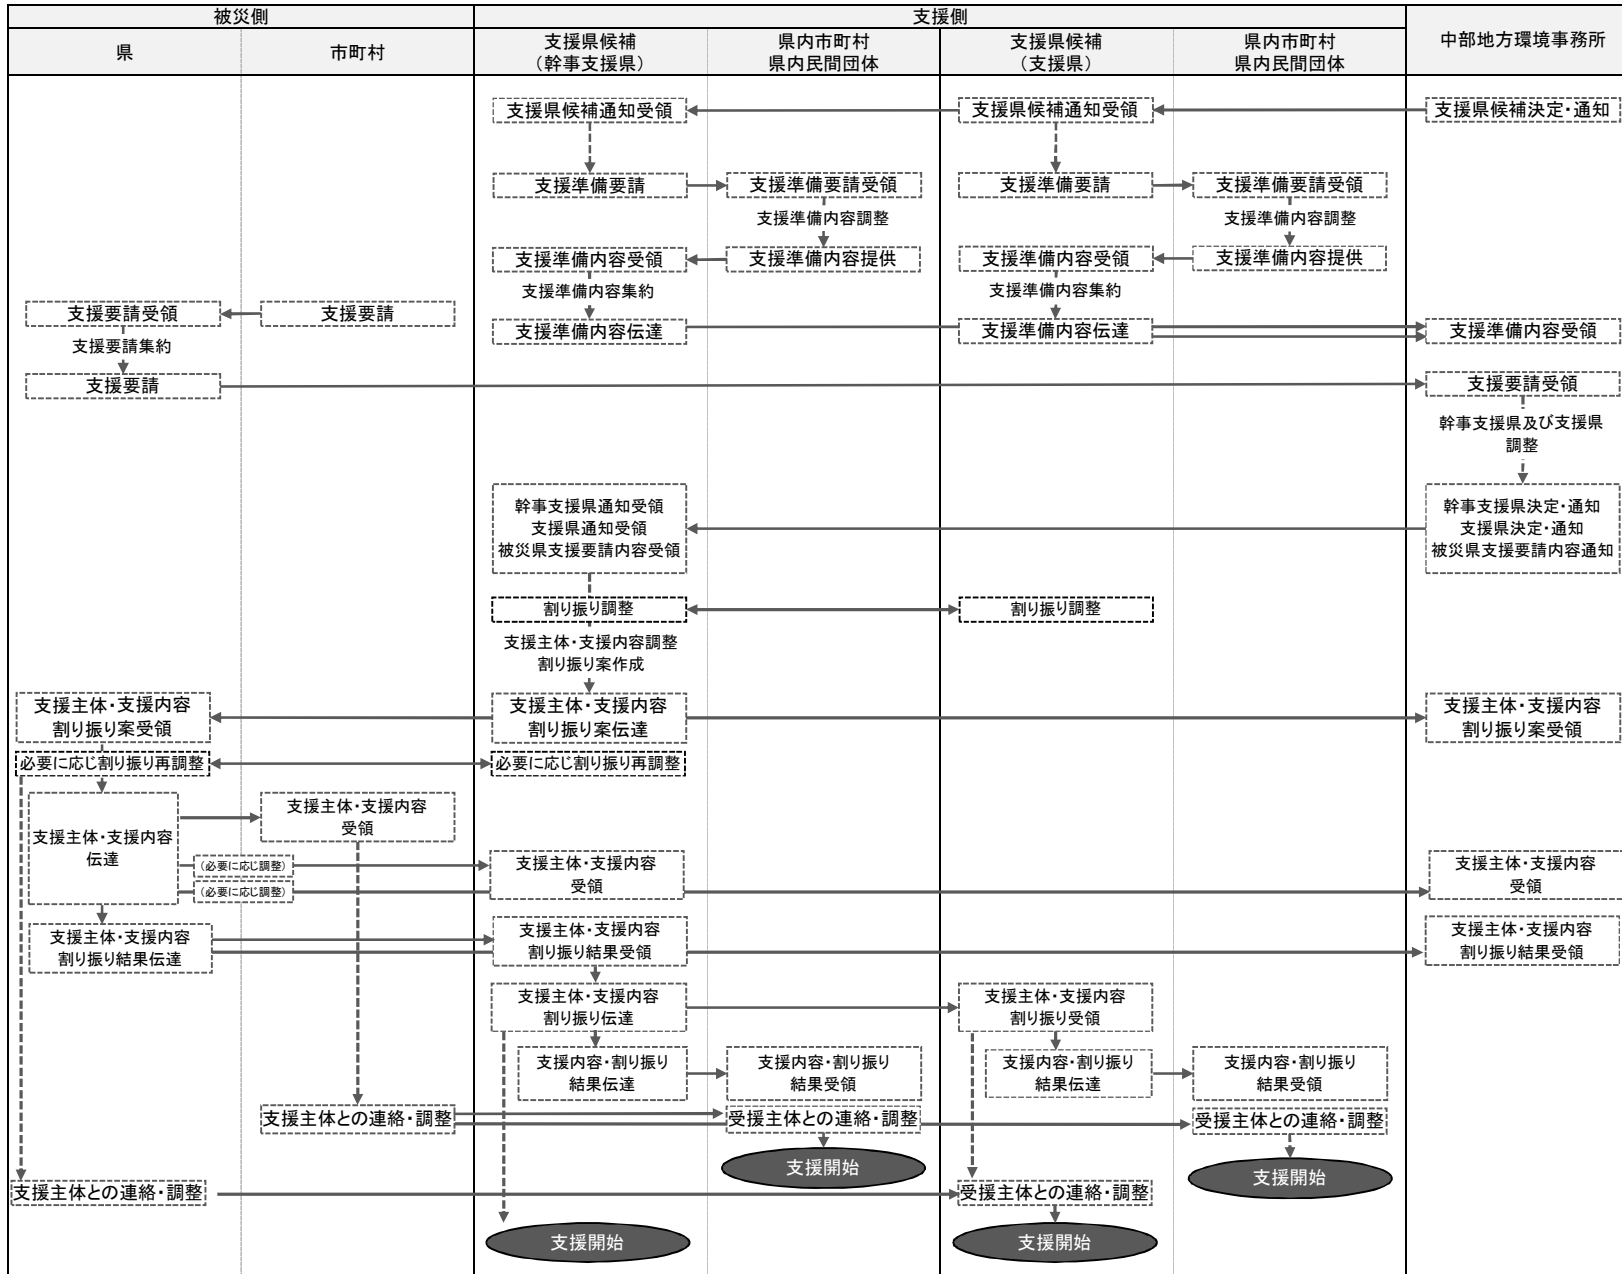 被災側
支援側
中部地方環境事務所
県
市町村
支援県候補
（幹事支援県）
県内市町村
県内民間団体
支援県候補
（支援県）
県内市町村
県内民間団体
支援県候補通知受領
支援県候補通知受領
支援県候補決定・通知
支援準備要請
支援準備要請受領
支援準備要請
支援準備要請受領
支援準備内容調整
支援準備内容調整
支援準備内容受領
支援準備内容提供
支援準備内容受領
支援準備内容提供
支援準備内容集約
支援準備内容集約
支援要請受領
支援要請
支援準備内容伝達
支援準備内容伝達
支援準備内容受領
支援要請集約
支援要請
支援要請受領
幹事支援県及び支援県
調整
幹事支援県通知受領
支援県通知受領
被災県支援要請内容受領
幹事支援県決定・通知
支援県決定・通知
被災県支援要請内容通知
割り振り調整
割り振り調整
支援主体・支援内容調整
割り振り案作成
支援主体・支援内容
割り振り案受領
支援主体・支援内容
割り振り案伝達
支援主体・支援内容
割り振り案受領
必要に応じ割り振り再調整
必要に応じ割り振り再調整
支援主体・支援内容
伝達
支援主体・支援内容
受領
（必要に応じ調整）
（必要に応じ調整）
支援主体・支援内容
受領
支援主体・支援内容
受領
支援主体・支援内容
割り振り結果伝達
支援主体・支援内容
割り振り結果受領
支援主体・支援内容
割り振り結果受領
支援主体・支援内容
割り振り伝達
支援主体・支援内容
割り振り受領
支援内容・割り振り
結果伝達
支援内容・割り振り
結果受領
支援内容・割り振り
結果伝達
支援内容・割り振り
結果受領
支援主体との連絡・調整
受援主体との連絡・調整
受援主体との連絡・調整
支援開始
支援開始
支援主体との連絡・調整
受援主体との連絡・調整
支援開始
支援開始